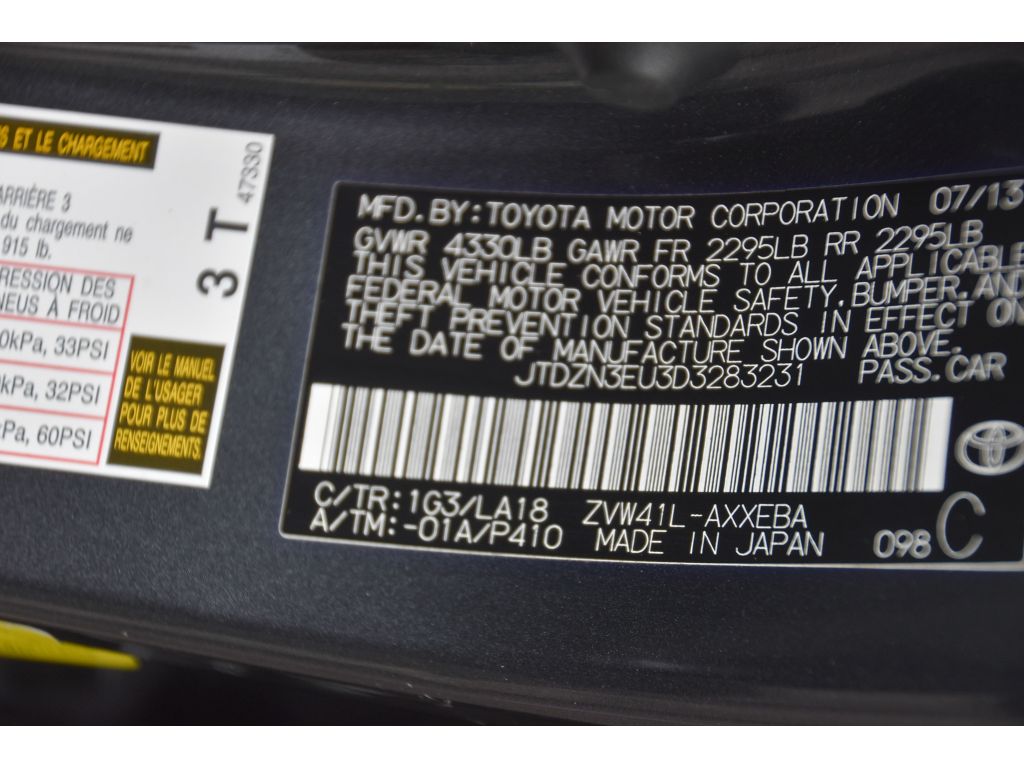 S ET LE CHARGEMENT
ARRIÈRE 3
du chargement ne
915 lb.
RESSION DES
NEUS À FROID
0kPa, 33PSI
kPa, 32PSI
kPa, 60PSI
VOIR LE MANUEL
DE L'USAGER
POUR PLUS DE
RENSEIGNEMENTS.
3 T 47330
MFD. BY: TOYOTA MOTOR CORPORATION 07/13
GVWR 4330LB GAWR FR 2295LB RR 2295LB
THIS VEHICLE CONFORMS TO ALL APPLICABLE
FEDERAL MOTOR VEHICLE SAFETY, BUMPER, AND
THEFT PREVENTION STANDARDS IN EFFECT ON
THE DATE OF MANUFACTURE SHOWN ABOVE.
JTDZN3EU3D3283231 PASS. CAR
C/TR: 1G3/LA18 ZVW41L-AXXEBA
A/TM: -01A/P410 MADE IN JAPAN 098 C